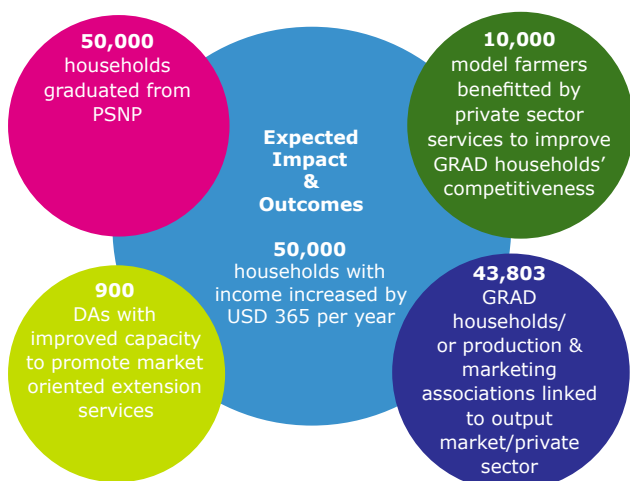 50,000
households
graduated from
PSNP
10,000
model farmers
benefitted by
private sector
services to improve
GRAD households’
competitiveness
Expected
Impact
&
Outcomes
50,000
households with
income increased by
USD 365 per year
900
DAs with
improved capacity
to promote market
oriented extension
services
43,803
GRAD
households/
or production &
marketing
associations linked
to output
market/private
sector